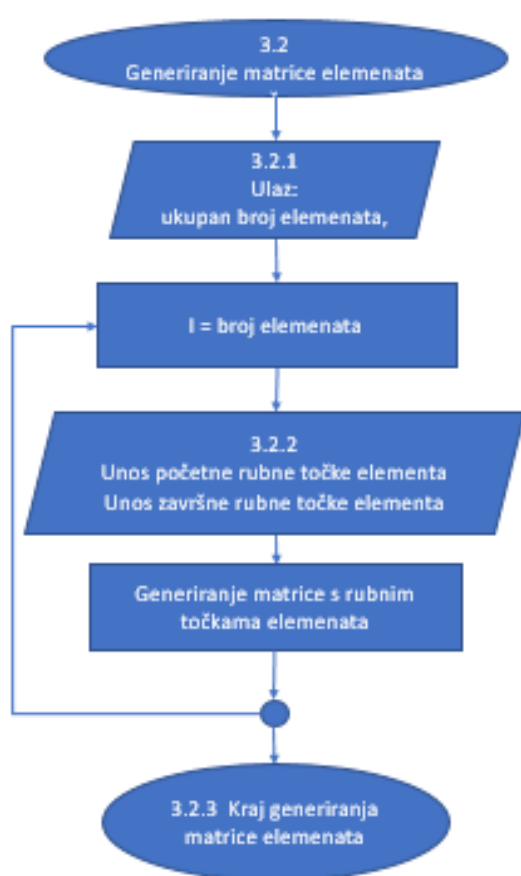 3.2
Generiranje matrice elemenata
3.2.1
Ulaz:
ukupan broj elemenata,
I = broj elemenata
3.2.2
Unos početne rubne točke elementa
Unos završne rubne točke elementa
Generiranje matrice s rubnim
točkama elemenata
3.2.3 Kraj generiranja
matrice elemenata